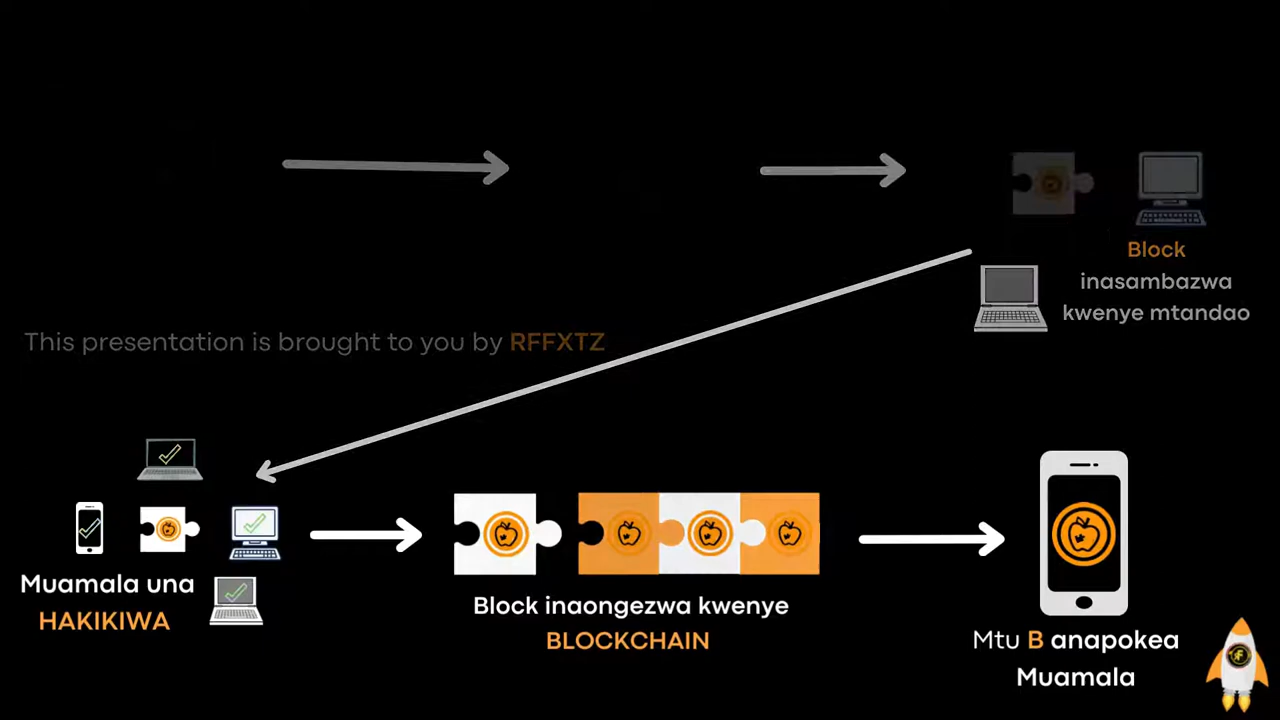 Block
inasambazwa
kwenye mtandao
This presentation is brought to you by RFFXTZ
Muamala una
HAKIKIWA
Block inaongezwa kwenye
BLOCKCHAIN
Mtu B anapokea
Muamala